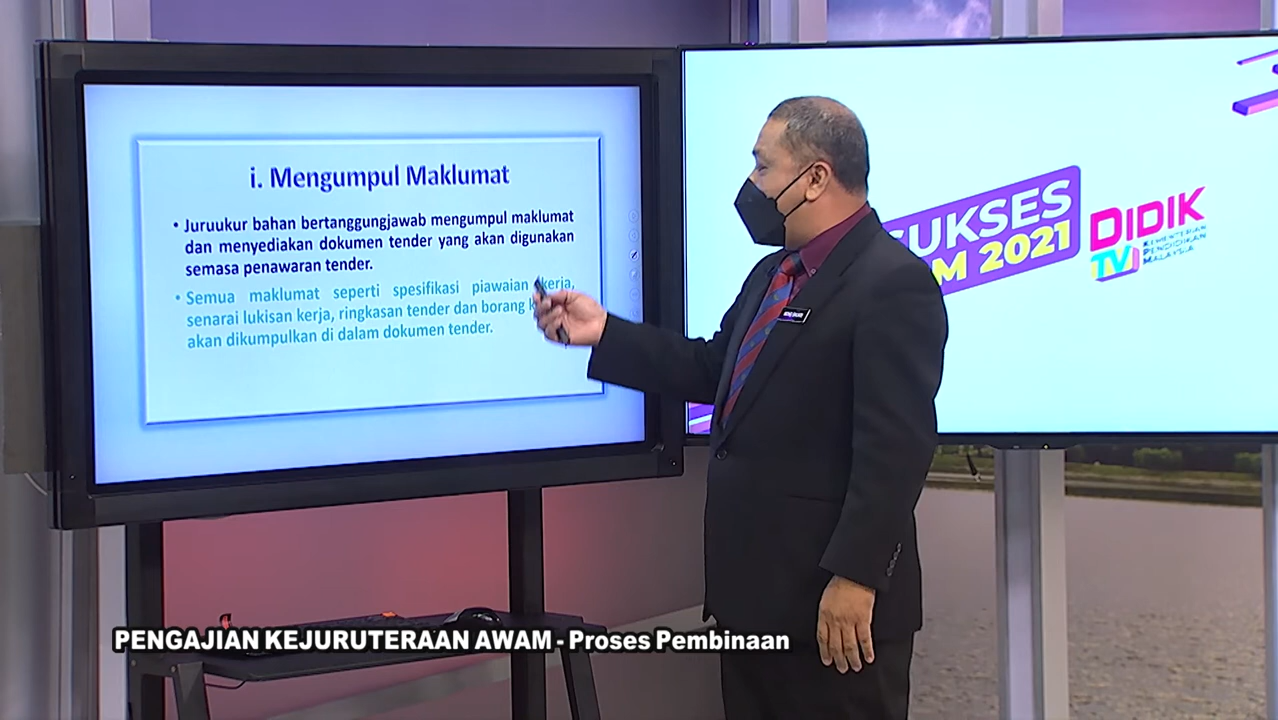 i. Mengumpul Maklumat
• Juruukur bahan bertanggungjawab mengumpul maklumat
dan menyediakan dokumen tender yang akan digunakan
semasa penawaran tender.
• Semua maklumat seperti spesifikasi piawaian kerja,
senarai lukisan kerja, ringkasan tender dan borang
akan dikumpulkan di dalam dokumen tender.
SUKSES
2021
DIDIK
TV
KEMENTERIAN
PENDIDIKAN
MALAYSIA
PENGAJIAN KEJURUTERAAN AWAM - Proses Pembinaan